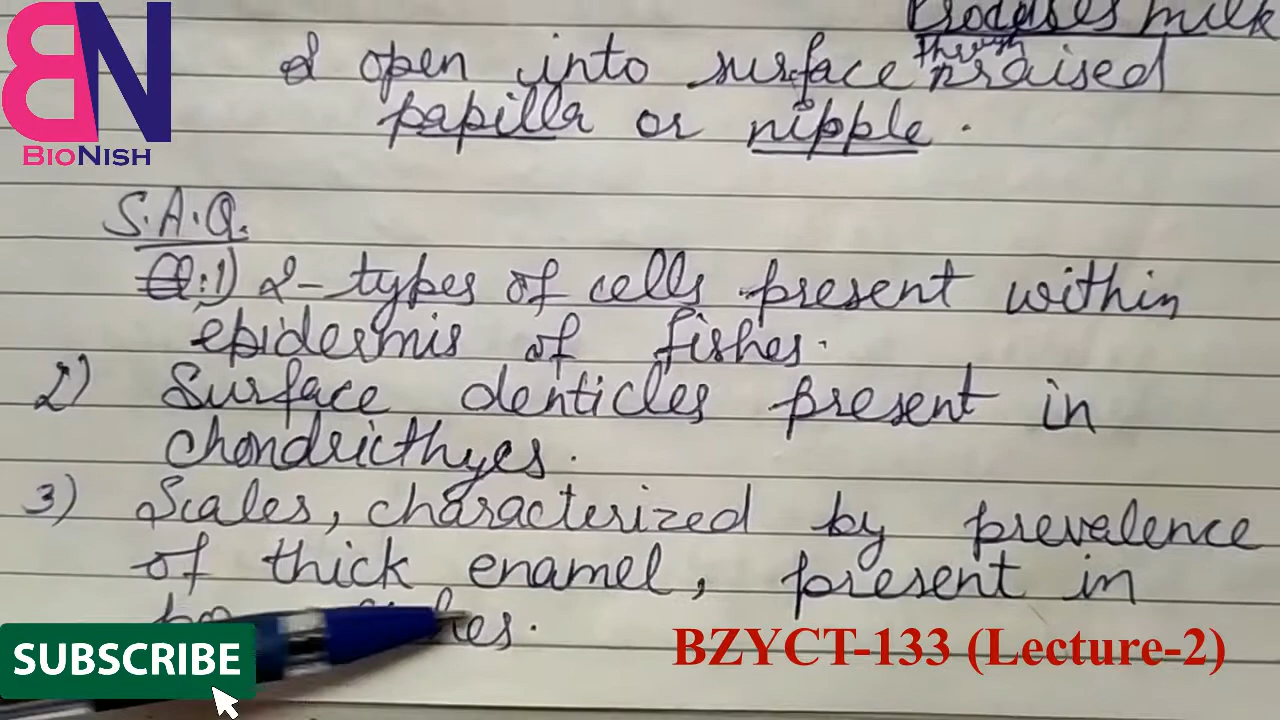 BN
BIONISH
Produces milk
& open into surface through raised
papilla or nipple.
S.A.Q.
Q.1) 2-types of cells present within
epidermis of fishes.
2) Surface denticles present in
chondricthyes.
3) Scales, characterized by prevalence
of thick enamel, present in
SUBSCRIBE
BZYCT-133 (Lecture-2)